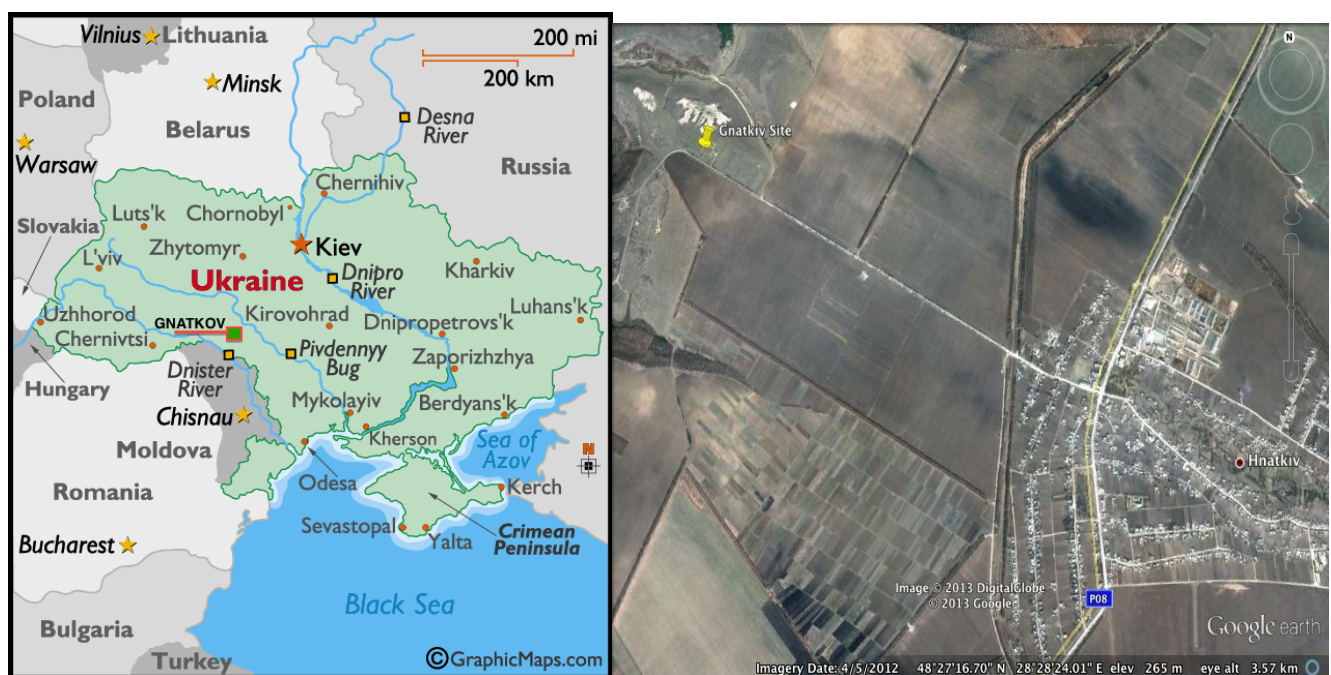 Vilnius
Lithuania
200 mi
200 km
Minsk
Poland
Belarus
Desna
River
Warsaw
Russia
Slovakia
Chernihiv
Luts'k
Chornobyl
Zhytomyr
Kiev
L'viv
Ukraine
Dnipro
River
Kharkiv
Luhans'k
Uzhhorod
GNATKOV
Kirovohrad
Dnipropetrovs'k
Chernivtsl
Pivdennyy
Bug
Zaporizhzhya
Dnister
River
Hungary
Mykolayiv
Berdyans'k
Chisnau
Kherson
Sea of
Azov
N
Moldova
Odesa
Kerch
Romania
Sevastopal
Yalta
Crimean
Peninsula
Bucharest
Black Sea
Bulgaria
Turkey
©GraphicMaps.com
N
Gnatkiv Site
Hnatkiv
Image © 2013 DigitalGlobe
© 2013 Google
P08
Google earth
Imagery Date: 4/5/2012 48°27'16.70" N 28°28'24.01" E elev 265 m eye alt 3.57 km